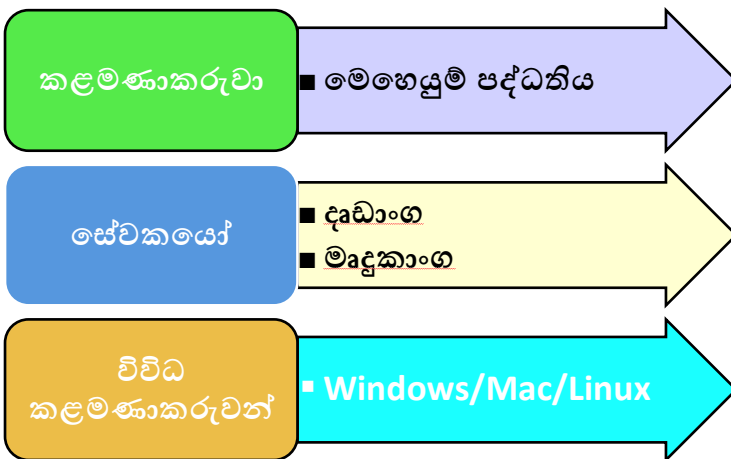 කළමණාකරුවා
■ මෙහෙයුම් පද්ධතිය
සේවකයෝ
■ දෘඩාංග
■ මෘදුකාංග
විවිධ
කළමණාකරුවන්
▪ Windows/Mac/Linux